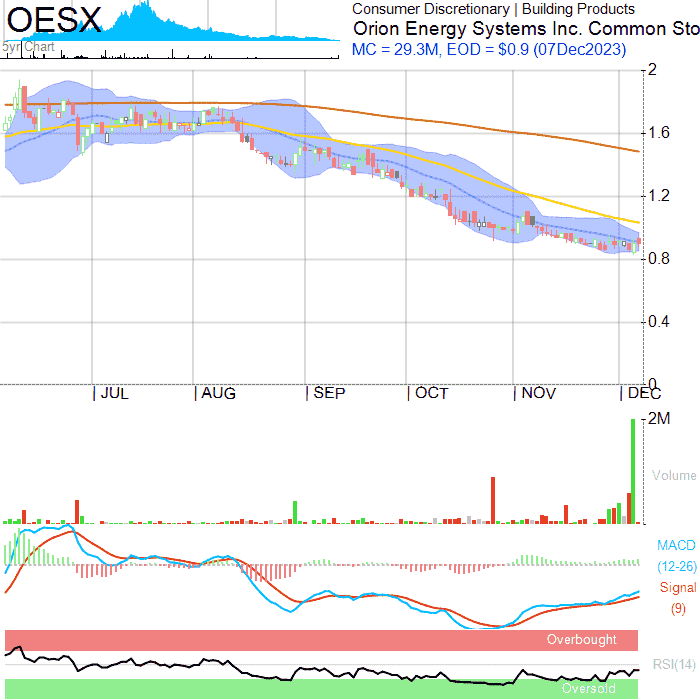 OESX
5yr Chart
Consumer Discretionary | Building Products
Orion Energy Systems Inc. Common Sto
MC = 29.3M, EOD = $0.9 (07Dec2023)
2
1.6
1.2
0.8
0.4
0
JUL
AUG
SEP
OCT
NOV
DEC
2M
Volume
MACD
(12-26)
Signal
(9)
Overbought
RSI(14)
Oversold